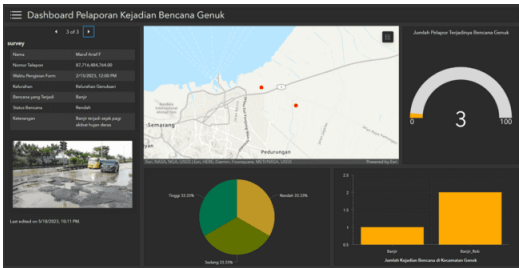 Dashboard Pelaporan Kejadian Bencana Genuk
3 of 3
survey
Nama Maruf Arief F
Nomor Telepon 87,716,484,764.00
Waktu Pengisian Form 2/15/2023, 12:00 PM
Kelurahan Kelurahan Genuksari
Bencana yang Terjadi Banjir
Status Bencana Rendah
Keterangan Banjir terjadi sejak pagi
akibat hujan deras
Last edited on 5/18/2023, 10:11 PM.
Semarang
Pedurungan
Powered by Esri
Jumlah Pelapor Terjadinya Bencana Genuk
0
3
100
Tinggi 33.33%
Rendah 33.33%
Sedang 33.33%
2.5
2
1.5
1
0.5
Banjir
Banjir_Rob
Jumlah Kejadian Bencana di Kecamatan Genuk